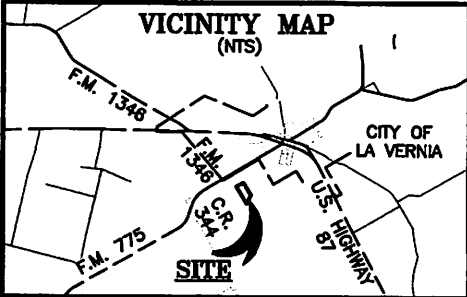 VICINITY MAP
(NTS)
F.M. 1346
CITY OF
LA VERNIA
F.M.
1346
C.R.
344
U.S. HIGHWAY
87
F.M. 775
SITE